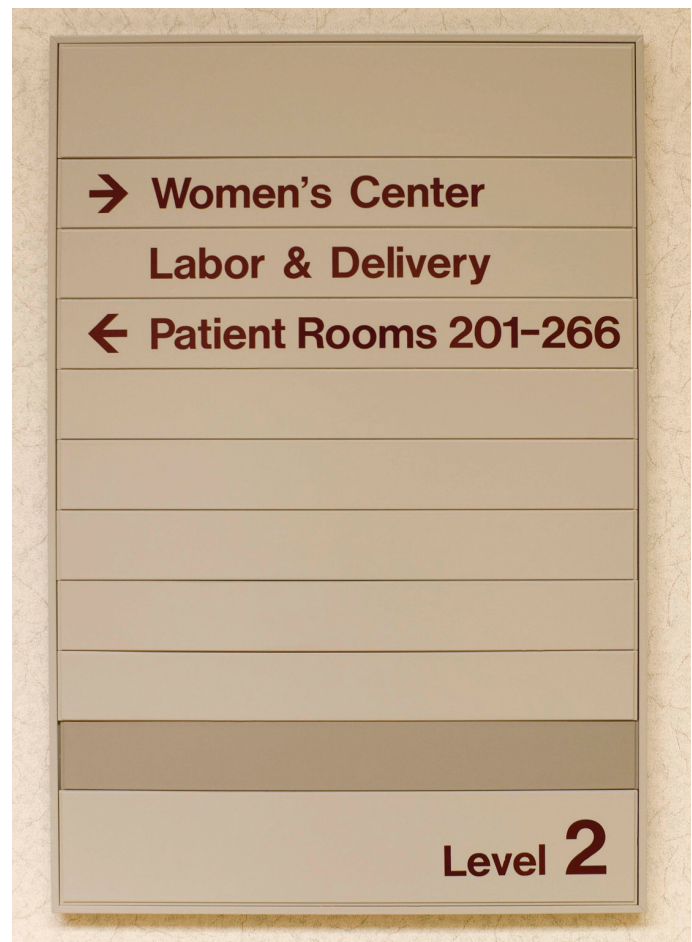 → Women's Center
Labor & Delivery
← Patient Rooms 201-266
Level 2